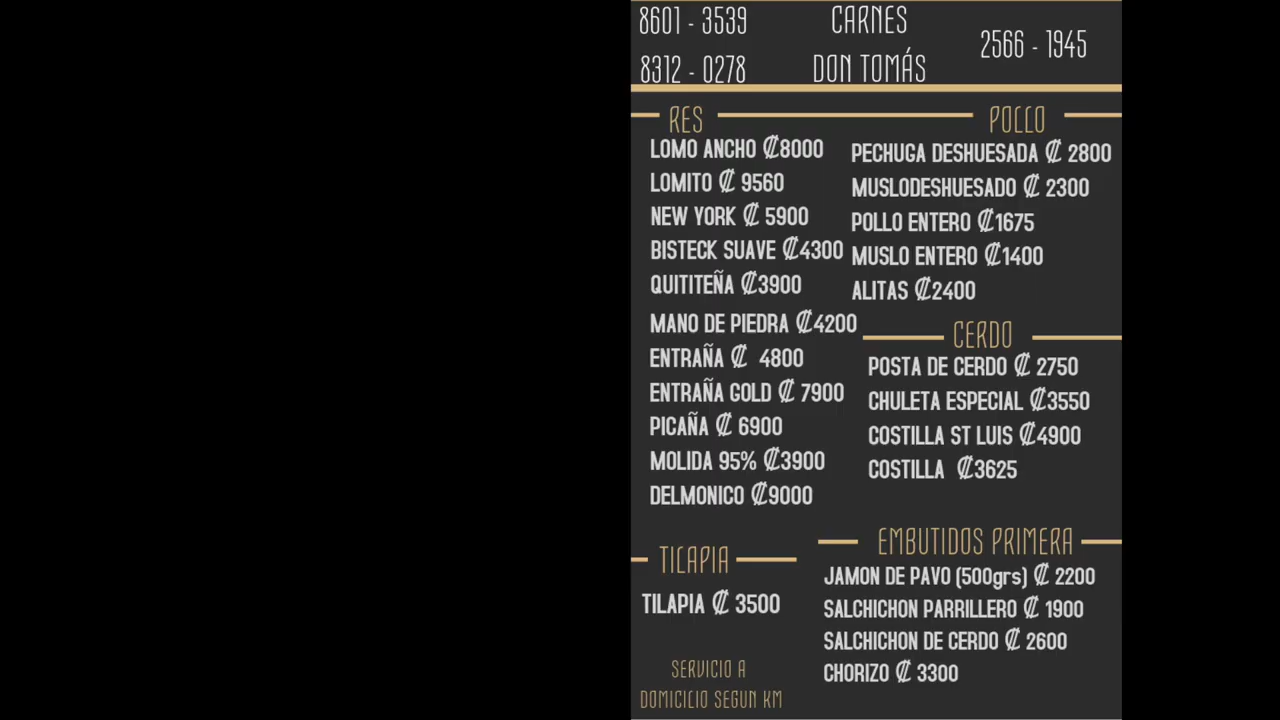 8601 - 3539
8312 - 0278
CARNES
DON TOMÁS
2566 - 1945
RES
LOMO ANCHO ₡8000
LOMITO ₡ 9560
NEW YORK ₡ 5900
BISTECK SUAVE ₡4300
QUITITEÑA ₡3900
MANO DE PIEDRA ₡4200
ENTRAÑA ₡ 4800
ENTRAÑA GOLD ₡ 7900
PICAÑA ₡ 6900
MOLIDA 95% ₡3900
DELMONICO ₡9000
TILAPIA
TILAPIA ₡ 3500
SERVICIO A
DOMICILIO SEGUN KM
POLLO
PECHUGA DESHUESADA ₡ 2800
MUSLODESHUESADO ₡ 2300
POLLO ENTERO ₡1675
MUSLO ENTERO ₡1400
ALITAS ₡2400
CERDO
POSTA DE CERDO ₡ 2750
CHULETA ESPECIAL ₡3550
COSTILLA ST LUIS ₡4900
COSTILLA ₡3625
EMBUTIDOS PRIMERA
JAMON DE PAVO (500grs) ₡ 2200
SALCHICHON PARRILLERO ₡ 1900
SALCHICHON DE CERDO ₡ 2600
CHORIZO ₡ 3300